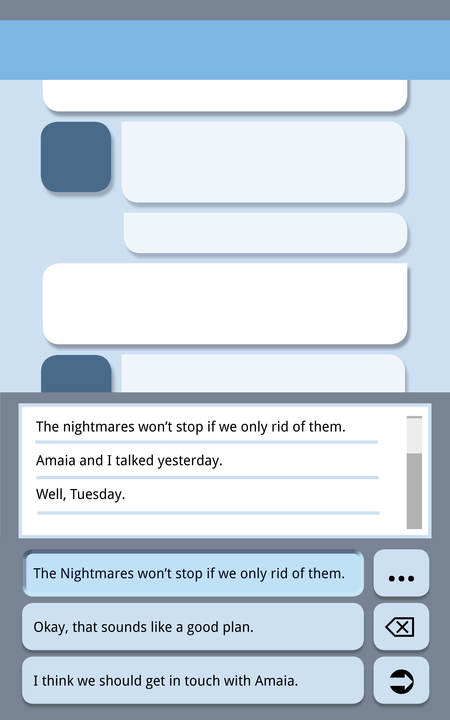 The nightmares won't stop if we only rid of them.
Amaia and I talked yesterday.
Well, Tuesday.
The Nightmares won't stop if we only rid of them.
Okay, that sounds like a good plan.
I think we should get in touch with Amaia.